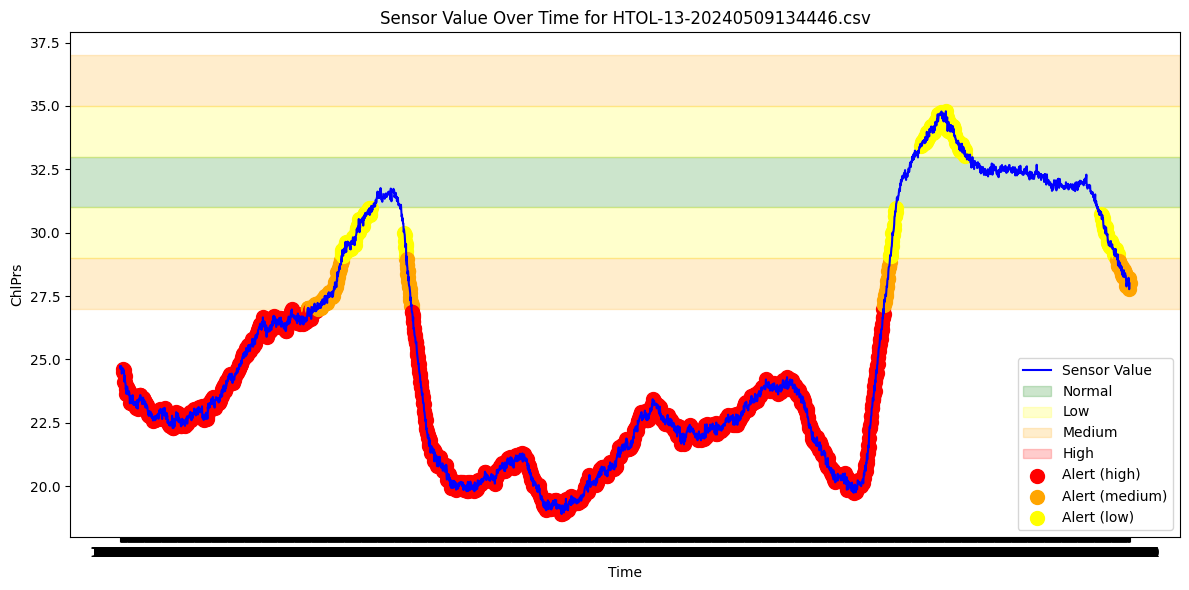 Sensor Value Over Time for HTOL-13-20240509134446.csv
37.5
35.0
32.5
30.0
27.5
25.0
22.5
20.0
ChlPrs
Sensor Value
Normal
Low
Medium
High
Alert (high)
Alert (medium)
Alert (low)
Time